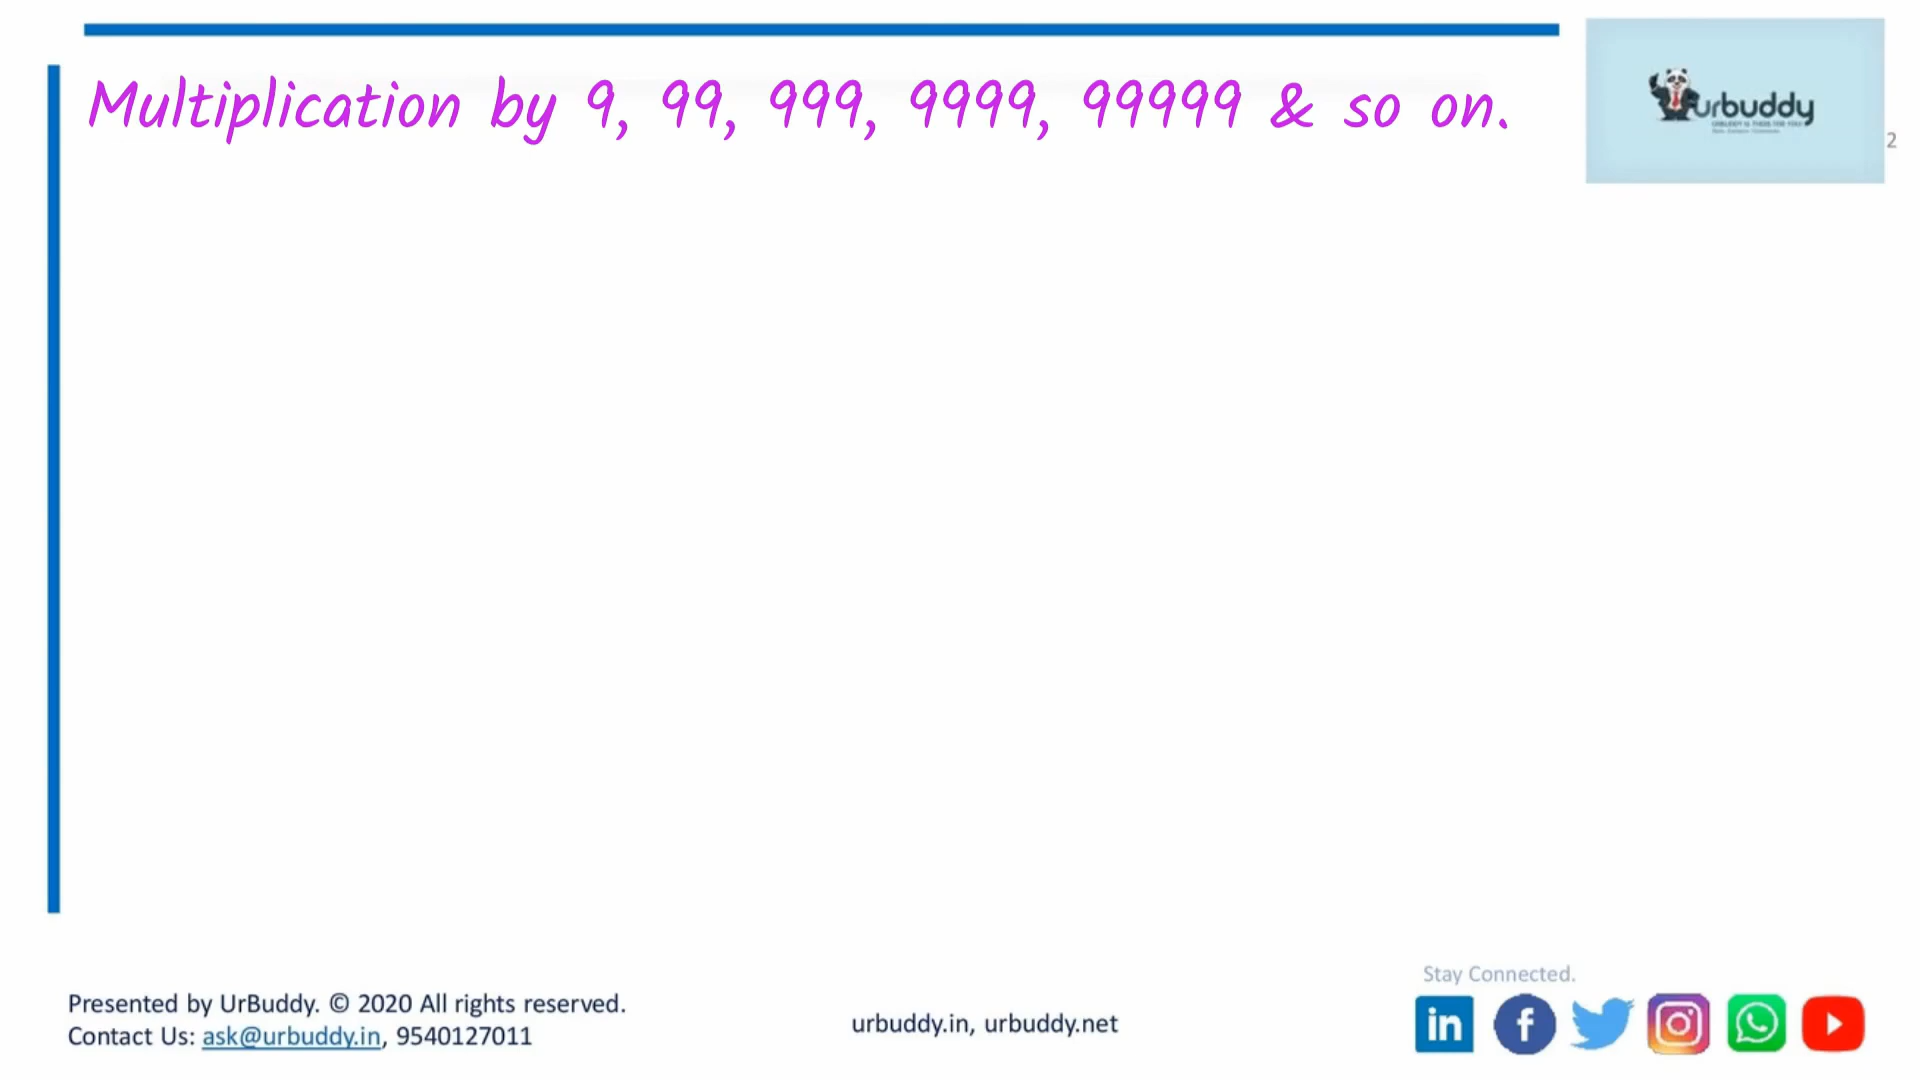 Multiplication by 9, 99, 999, 9999, 99999 & so on.
urbuddy
2
Stay Connected.
Presented by UrBuddy. © 2020 All rights reserved.
Contact Us: ask@urbuddy.in, 9540127011
urbuddy.in, urbuddy.net
in
f